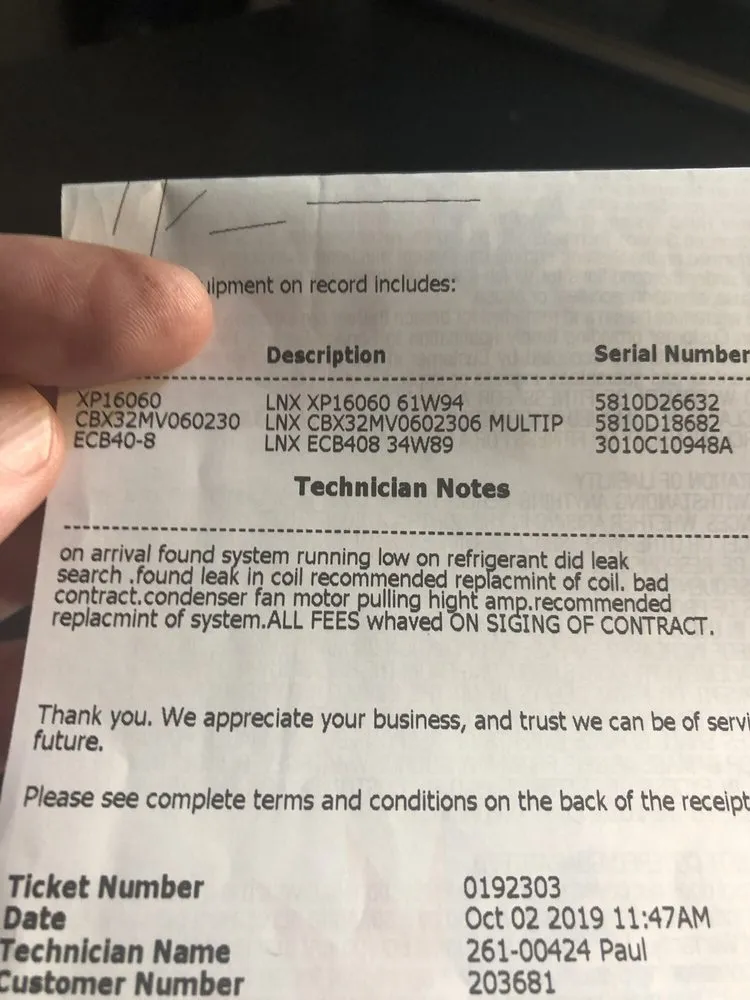 uipment on record includes:
Description Serial Number
XP16060 LNX XP16060 61W94 5810D26632
CBX32MV060230 LNX CBX32MV0602306 MULTIP 5810D18682
ECB40-8 LNX ECB408 34W89 3010C10948A
Technician Notes
on arrival found system running low on refrigerant did leak
search .found leak in coil recommended replacmint of coil. bad
contract.condenser fan motor pulling hight amp.recommended
replacmint of system.ALL FEES whaved ON SIGING OF CONTRACT.
Thank you. We appreciate your business, and trust we can be of servi
future.
Please see complete terms and conditions on the back of the receipt
Ticket Number 0192303
Date Oct 02 2019 11:47AM
Technician Name 261-00424 Paul
Customer Number 203681